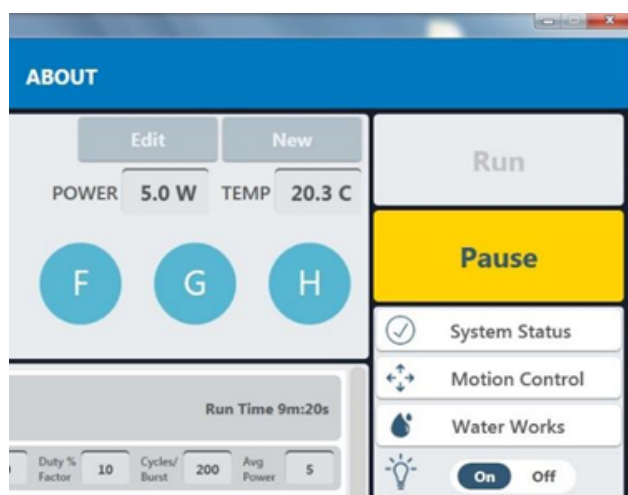 ABOUT
Edit New
Run
POWER 5.0 W TEMP 20.3 C
Pause
F G H
System Status
Motion Control
Run Time 9m:20s
Water Works
Duty % Factor 10 Cycles/ Burst 200 Avg Power 5
On Off